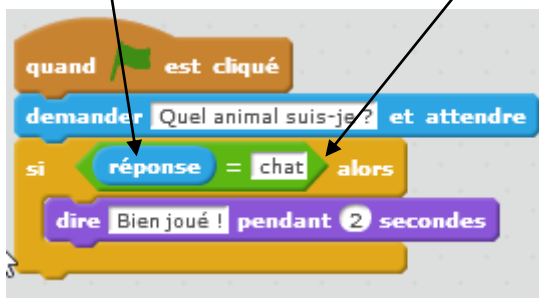 quand est cliqué
demander Quel animal suis-je ? et attendre
si réponse = chat alors
dire Bien joué ! pendant 2 secondes